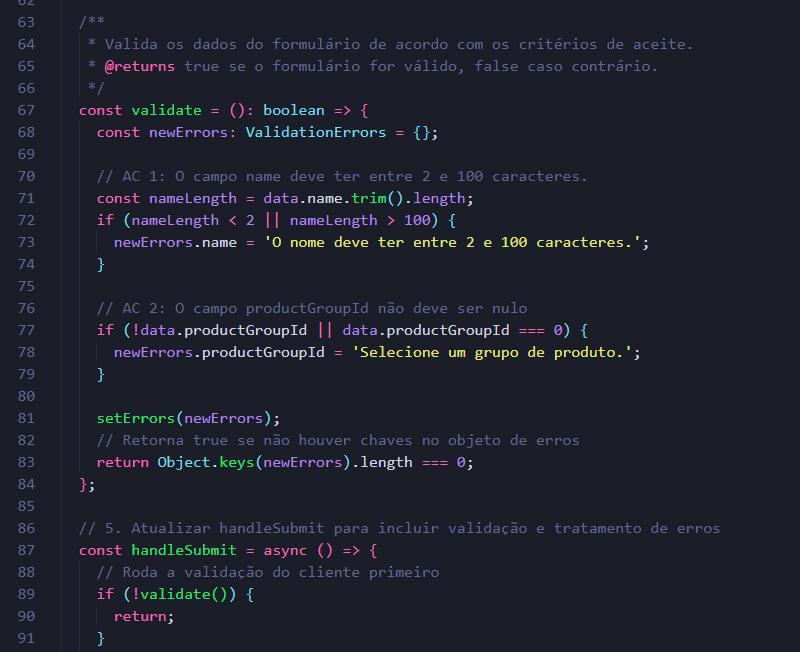 62
63 /**
64 * Valida os dados do formulário de acordo com os critérios de aceite.
65 * @returns true se o formulário for válido, false caso contrário.
66 */
67 const validate = (): boolean => {
68 const newErrors: ValidationErrors = {};
69
70 // AC 1: O campo name deve ter entre 2 e 100 caracteres.
71 const nameLength = data.name.trim().length;
72 if (nameLength < 2 || nameLength > 100) {
73 newErrors.name = 'O nome deve ter entre 2 e 100 caracteres.';
74 }
75
76 // AC 2: O campo productGroupId não deve ser nulo
77 if (!data.productGroupId || data.productGroupId === 0) {
78 newErrors.productGroupId = 'Selecione um grupo de produto.';
79 }
80
81 setErrors(newErrors);
82 // Retorna true se não houver chaves no objeto de erros
83 return Object.keys(newErrors).length === 0;
84 };
85
86 // 5. Atualizar handleSubmit para incluir validação e tratamento de erros
87 const handleSubmit = async () => {
88 // Roda a validação do cliente primeiro
89 if (!validate()) {
90 return;
91 }